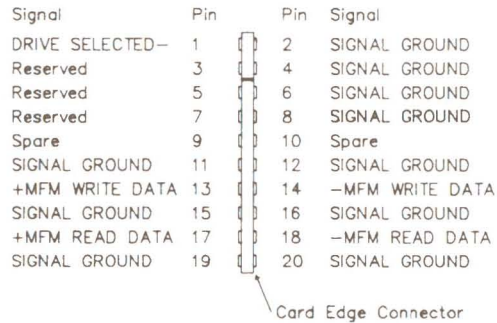 Signal Pin Pin Signal
DRIVE SELECTED- 1 2 SIGNAL GROUND
Reserved 3 4 SIGNAL GROUND
Reserved 5 6 SIGNAL GROUND
Reserved 7 8 SIGNAL GROUND
Spare 9 10 Spare
SIGNAL GROUND 11 12 SIGNAL GROUND
+MFM WRITE DATA 13 14 -MFM WRITE DATA
SIGNAL GROUND 15 16 SIGNAL GROUND
+MFM READ DATA 17 18 -MFM READ DATA
SIGNAL GROUND 19 20 SIGNAL GROUND
Card Edge Connector